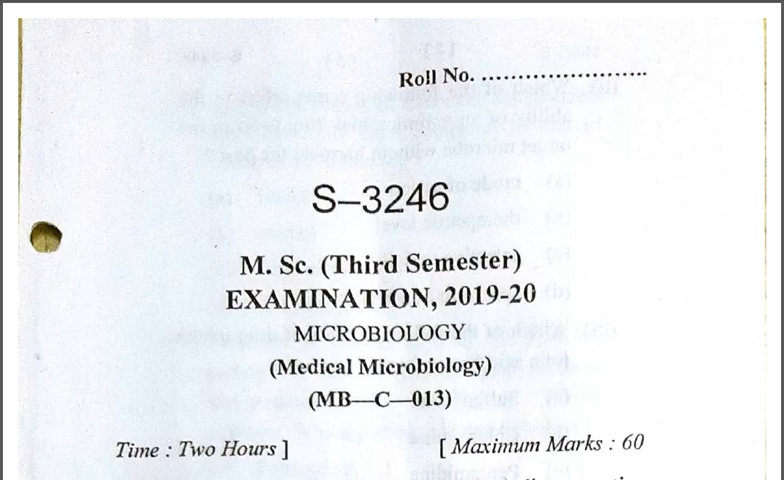 Roll No. ........................
S–3246
M. Sc. (Third Semester)
EXAMINATION, 2019-20
MICROBIOLOGY
(Medical Microbiology)
(MB—C—013)
Time : Two Hours ] [ Maximum Marks : 60